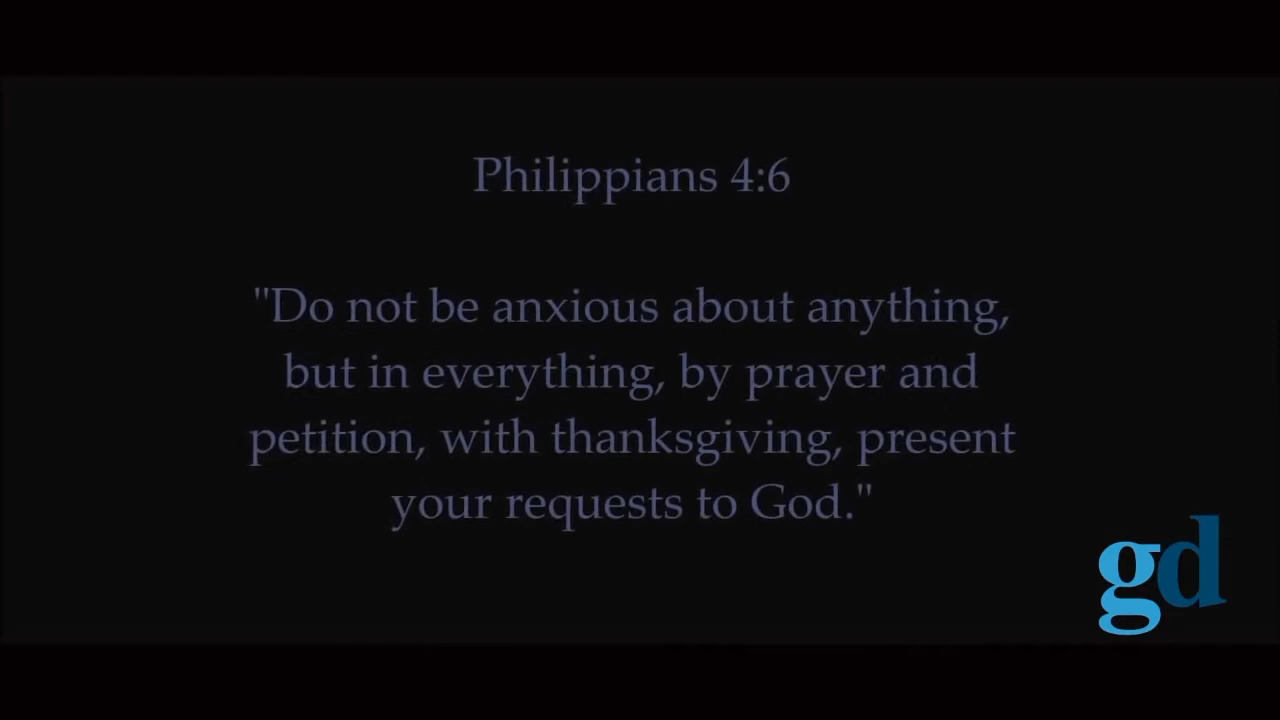 Philippians 4:6
"Do not be anxious about anything,
but in everything, by prayer and
petition, with thanksgiving, present
your requests to God."
gd